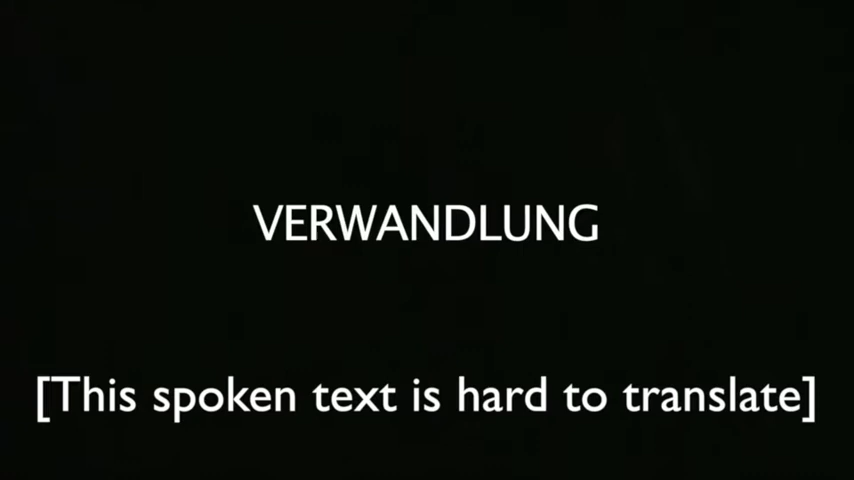 VERWANDLUNG
[This spoken text is hard to translate]